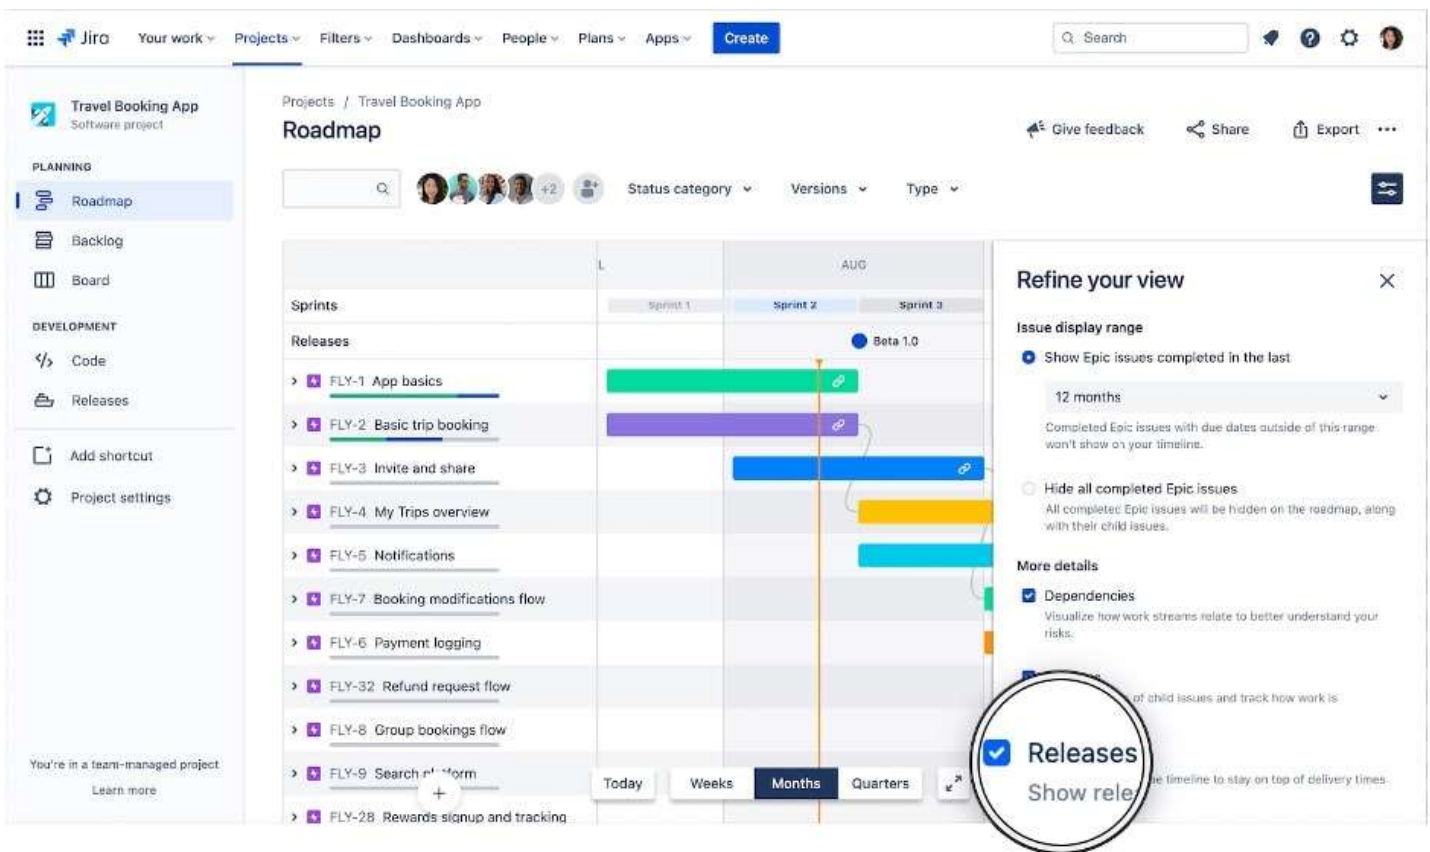 Jira Your work Projects Filters Dashboards People Plans Apps Create Search
Travel Booking App
Software project
PLANNING
Roadmap
Backlog
Board
DEVELOPMENT
Code
Releases
Add shortcut
Project settings
You're in a team-managed project
Learn more
Projects / Travel Booking App
Roadmap
Give feedback Share Export
+2 Status category Versions Type
L AUG
Sprints Sprint 1 Sprint 2 Sprint 3
Releases Beta 1.0
FLY-1 App basics
FLY-2 Basic trip booking
FLY-3 Invite and share
FLY-4 My Trips overview
FLY-5 Notifications
FLY-7 Booking modifications flow
FLY-6 Payment logging
FLY-32 Refund request flow
FLY-8 Group bookings flow
FLY-9 Search
FLY-28 Rewards signup and tracking
Today Weeks Months Quarters
Refine your view
Issue display range
Show Epic issues completed in the last
12 months
Completed Epic issues with due dates outside of this range
won't show on your timeline.
Hide all completed Epic issues
All completed Epic issues will be hidden on the roadmap, along
with their child issues.
More details
Dependencies
Visualize how work streams relate to better understand your
risks.
of child issues and track how work is
Releases
Show
timeline to stay on top of delivery times